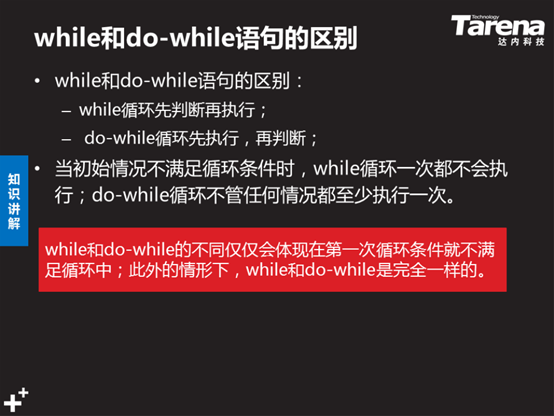 while和do-while语句的区别
Technology
Tarena
达内科技
• while和do-while语句的区别：
– while循环先判断再执行；
– do-while循环先执行，再判断；
• 当初始情况不满足循环条件时，while循环一次都不会执
行；do-while循环不管任何情况都至少执行一次。
知识讲解
while和do-while的不同仅仅会体现在第一次循环条件就不满
足循环中；此外的情形下，while和do-while是完全一样的。